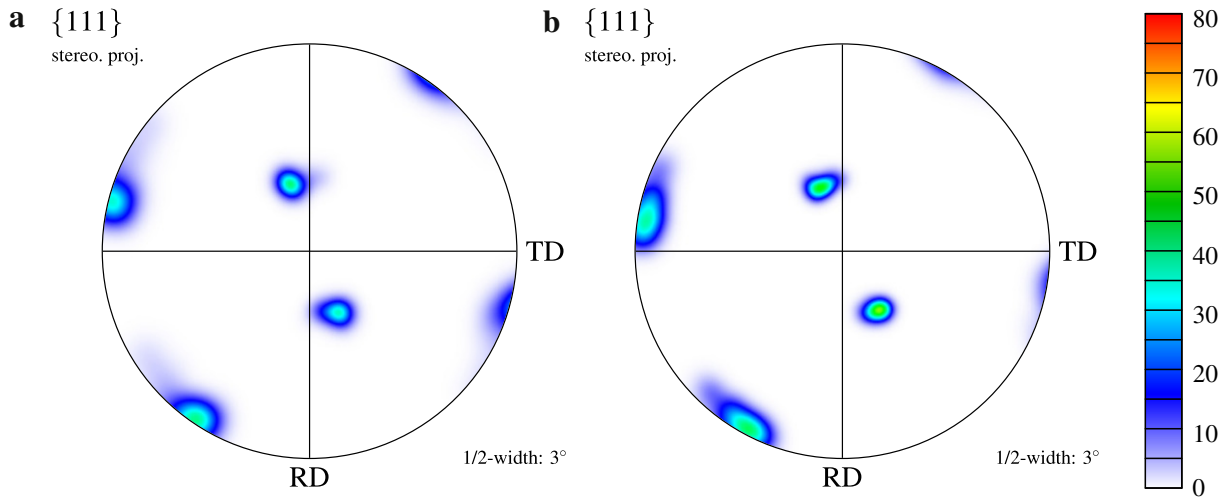 a {111}
stereo. proj.
TD
RD
1/2-width: 3°
b {111}
stereo. proj.
TD
RD
1/2-width: 3°
80
70
60
50
40
30
20
10
0